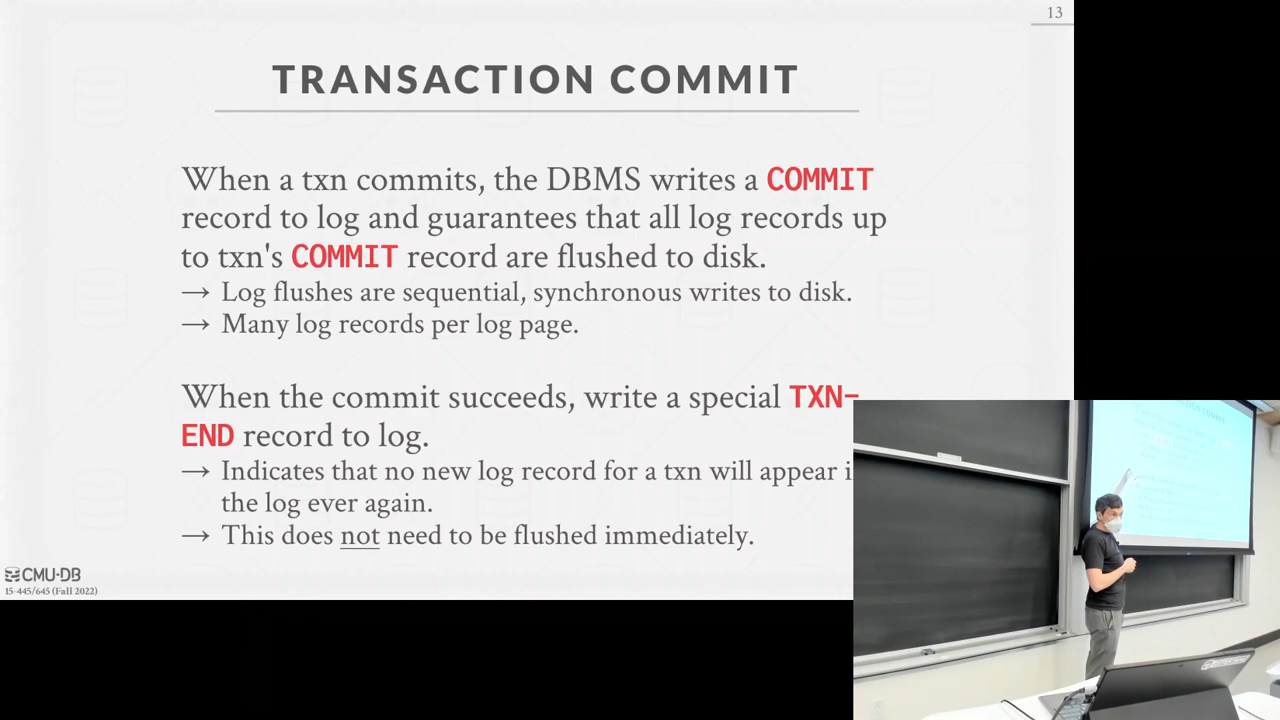 13
TRANSACTION COMMIT
When a txn commits, the DBMS writes a COMMIT
record to log and guarantees that all log records up
to txn's COMMIT record are flushed to disk.
→ Log flushes are sequential, synchronous writes to disk.
→ Many log records per log page.
When the commit succeeds, write a special TXN-
END record to log.
→ Indicates that no new log record for a txn will appear i
the log ever again.
→ This does not need to be flushed immediately.
CMU·DB
15-445/645 (Fall 2022)